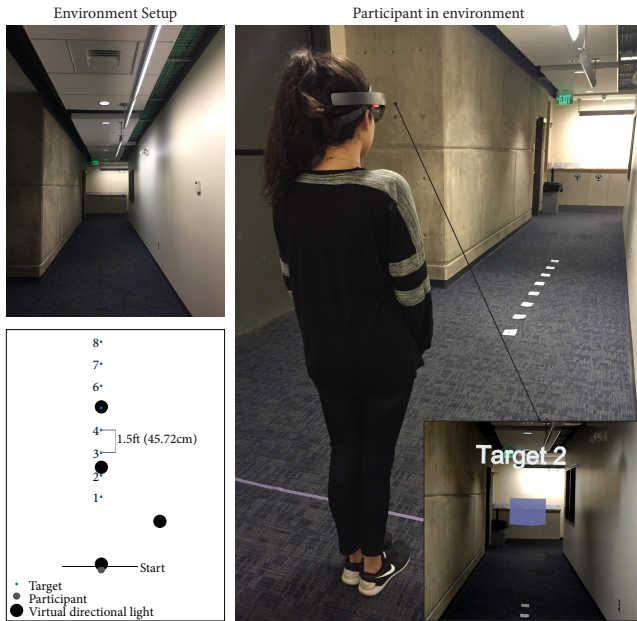 Environment Setup
Participant in environment
EXIT
8
7
6
4
1.5ft (45.72cm)
3
2
1
Start
Target
Participant
Virtual directional light
Target 2